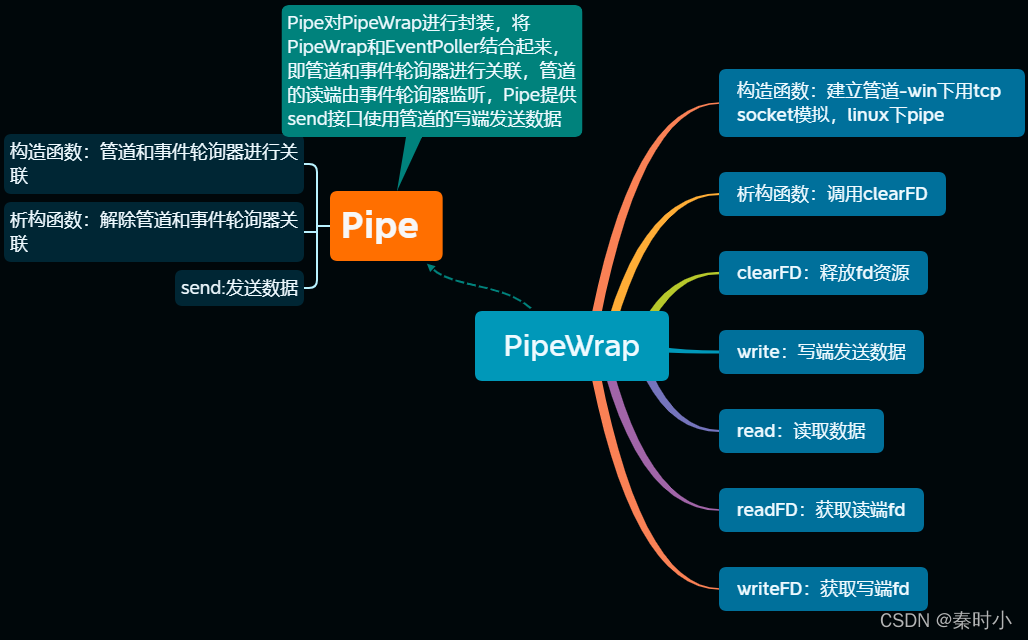 Pipe对PipeWrap进行封装，将
PipeWrap和EventPoller结合起来，
即管道和事件轮询器进行关联，管道
的读端由事件轮询器监听，Pipe提供
send接口使用管道的写端发送数据
构造函数：管道和事件轮询器进行关
联
析构函数：解除管道和事件轮询器关
联
send:发送数据
Pipe
PipeWrap
构造函数：建立管道-win下用tcp
socket模拟，linux下pipe
析构函数：调用clearFD
clearFD：释放fd资源
write：写端发送数据
read：读取数据
readFD：获取读端fd
writeFD：获取写端fd
CSDN @秦时小